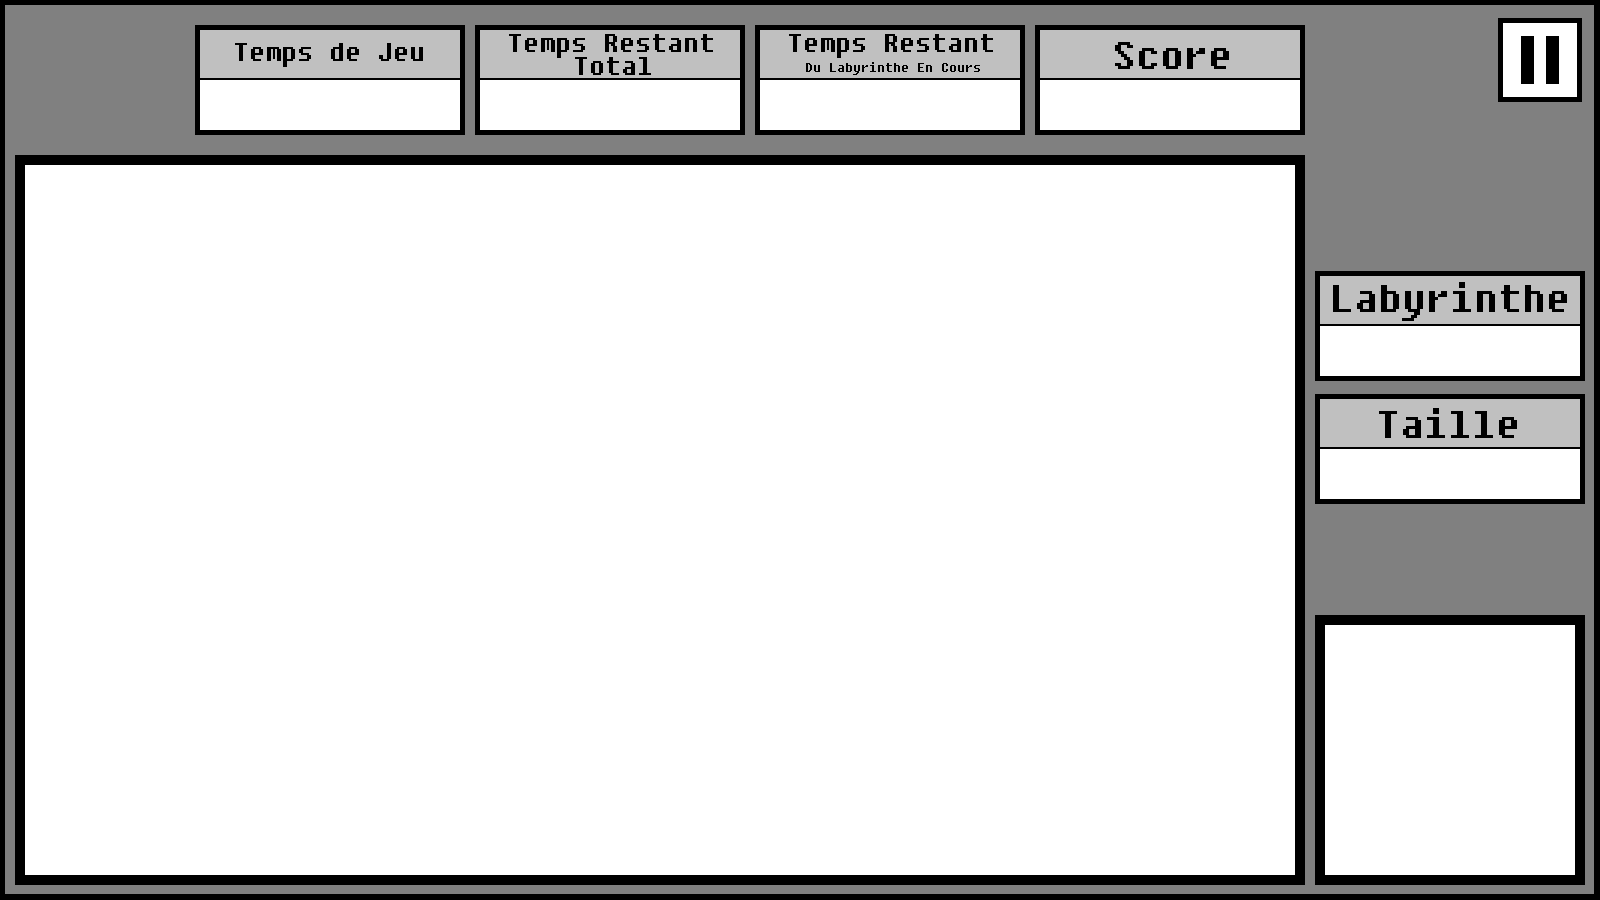 Temps de Jeu
Temps Restant
Total
Temps Restant
Du Labyrinthe En Cours
Score
Labyrinthe
Taille